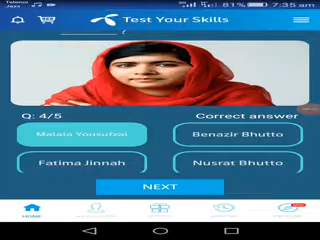 Telenor
Jazz 81% 7:35 am
Test Your Skills
Q: 4/5 Correct answer
Malala Yousufzai Benazir Bhutto
Fatima Jinnah Nusrat Bhutto
NEXT
HOME